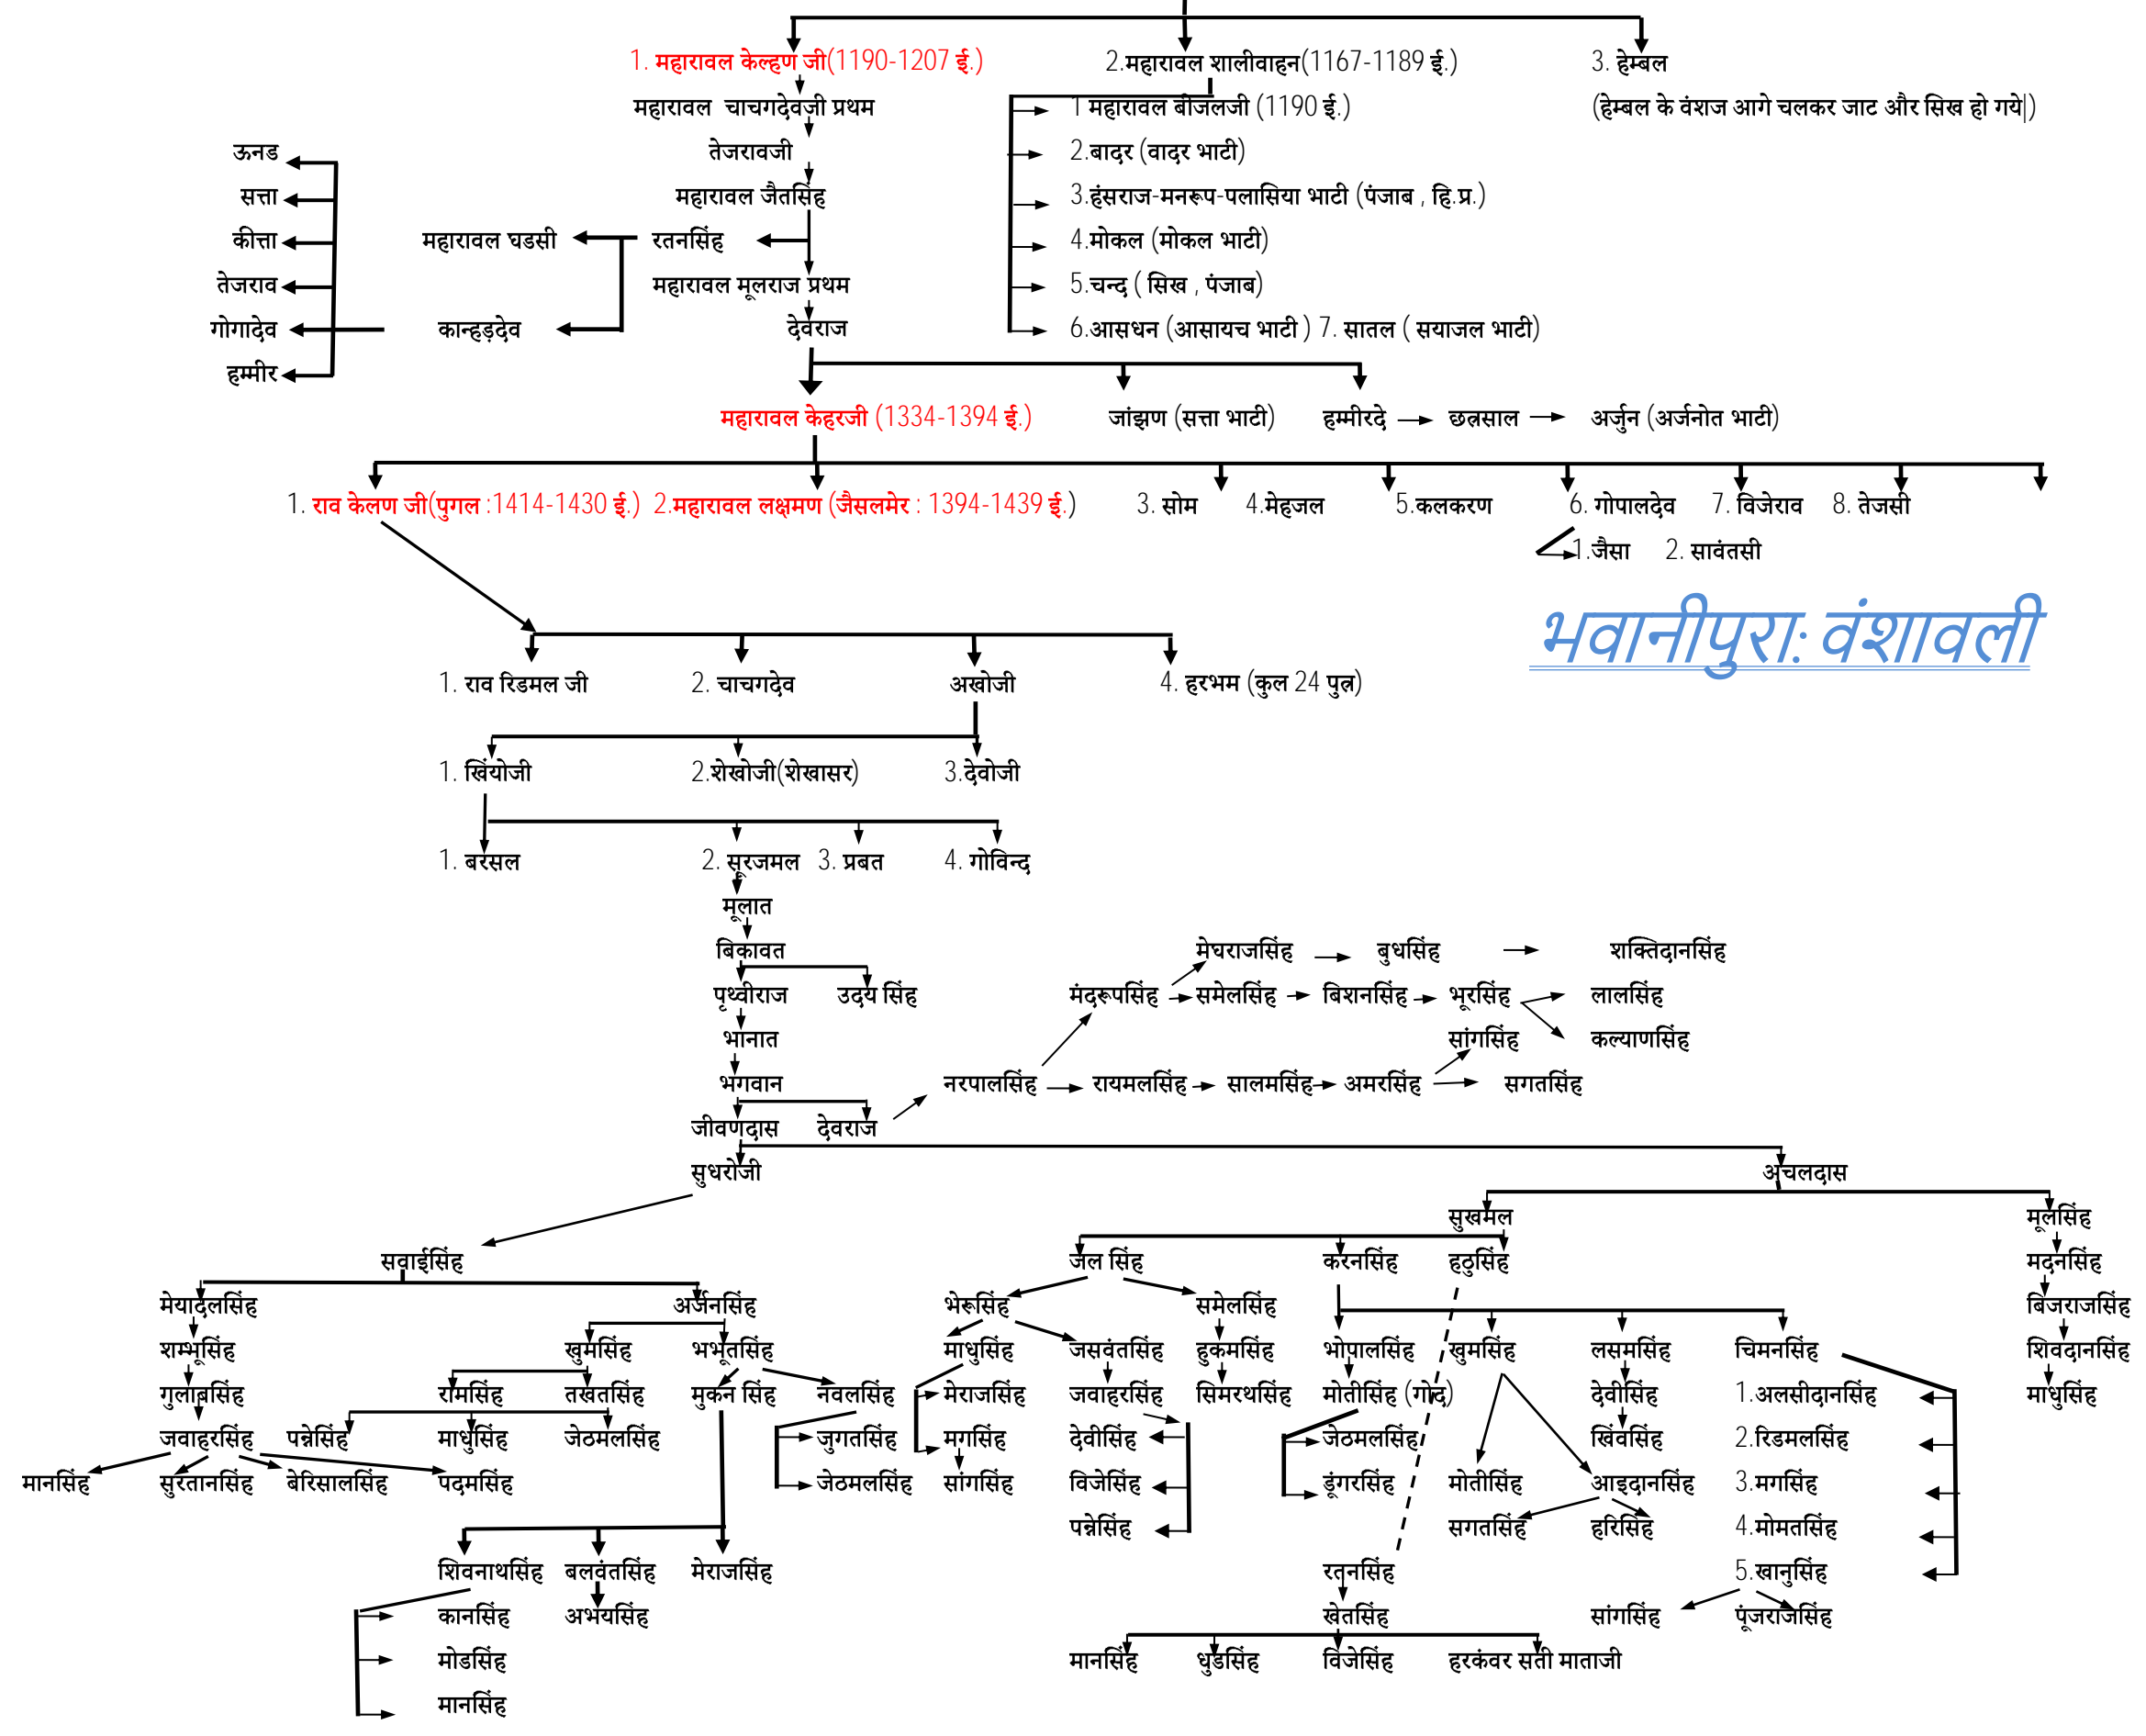 1. महारावल केल्हण जी(1190-1207 ई.) 2.महारावल शालीवाहन(1167-1189 ई.) 3. हेम्बल
महारावल चाचगदेवजी प्रथम 1 महारावल बीजलजी (1190 ई.) (हेम्बल के वंशज आगे चलकर जाट और सिख हो गये|)
ऊनड तेजरावजी 2.बादर (वादर भाटी)
सत्ता महारावल जैतसिंह 3.हंसराज-मनरूप-पलासिया भाटी (पंजाब , हि.प्र.)
कीत्ता महारावल घडसी रतनसिंह 4.मोकल (मोकल भाटी)
तेजराव महारावल मूलराज प्रथम 5.चन्द ( सिख , पंजाब)
गोगादेव कान्हड़देव देवराज 6.आसधन (आसायच भाटी ) 7. सातल ( सयाजल भाटी)
हम्मीर
महारावल केहरजी (1334-1394 ई.) जांझण (सत्ता भाटी) हम्मीरदे छत्रसाल अर्जुन (अर्जनोत भाटी)
1. राव केलण जी(पुगल :1414-1430 ई.) 2.महारावल लक्षमण (जैसलमेर : 1394-1439 ई.) 3. सोम 4.मेहजल 5.कलकरण 6. गोपालदेव 7. विजेराव 8. तेजसी
1.जैसा 2. सावंतसी
भवानीपुरा: वंशावली
1. राव रिडमल जी 2. चाचगदेव अखोजी 4. हरभम (कुल 24 पुत्र)
1. खिंयोजी 2.शेखोजी(शेखासर) 3.देवोजी
1. बरसल 2. सूरजमल 3. प्रबत 4. गोविन्द
मूलात
बिकावत मेघराजसिंह बुधसिंह शक्तिदानसिंह
पृथ्वीराज उदय सिंह मंदरूपसिंह समेलसिंह बिशनसिंह भूरसिंह लालसिंह
भानात सांगसिंह कल्याणसिंह
भगवान नरपालसिंह रायमलसिंह सालमसिंह अमरसिंह सगतसिंह
जीवणदास देवराज
सुधरोजी अचलदास
सुखमल मूलसिंह
सवाईसिंह जेल सिंह करनसिंह हठुसिंह मदनसिंह
मेयादलसिंह अर्जनसिंह भेरूसिंह समेलसिंह बिजराजसिंह
शम्भूसिंह खुमसिंह भभूतसिंह माधुसिंह जसवंतसिंह हुकमसिंह भोपालसिंह खुमसिंह लसमसिंह चिमनसिंह शिवदानसिंह
गुलाबसिंह रामसिंह तखतसिंह मुकन सिंह नवलसिंह मेराजसिंह जवाहरसिंह सिमरथसिंह मोतीसिंह (गोद) देवीसिंह 1.अलसीदानसिंह माधुसिंह
जवाहरसिंह पन्नेसिंह माधुसिंह जेठमलसिंह जुगतसिंह मगसिंह देवीसिंह जेठमलसिंह खिंवसिंह 2.रिडमलसिंह
मानसिंह सुरतानसिंह बेरिसालसिंह पदमसिंह जेठमलसिंह सांगसिंह विजेसिंह डूंगरसिंह मोतीसिंह आइदानसिंह 3.मगसिंह
पन्नेसिंह सगतसिंह हरिसिंह 4.मोमतसिंह
शिवनाथसिंह बलवंतसिंह मेराजसिंह रतनसिंह 5.खानुसिंह
कानसिंह अभयसिंह खेतसिंह सांगसिंह पूंजराजसिंह
मोडसिंह मानसिंह धुडसिंह विजेसिंह हरकंवर सती माताजी
मानसिंह